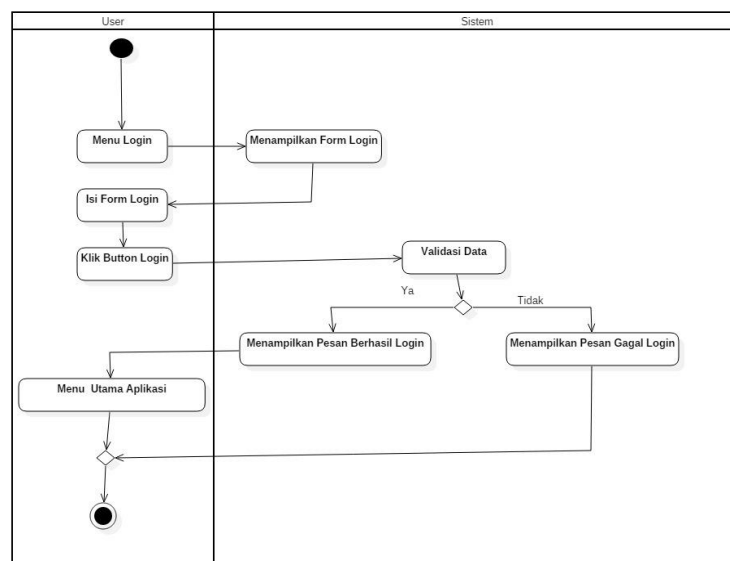 User
Sistem
Menu Login
Menampilkan Form Login
Isi Form Login
Klik Button Login
Validasi Data
Ya
Tidak
Menampilkan Pesan Berhasil Login
Menampilkan Pesan Gagal Login
Menu  Utama Aplikasi